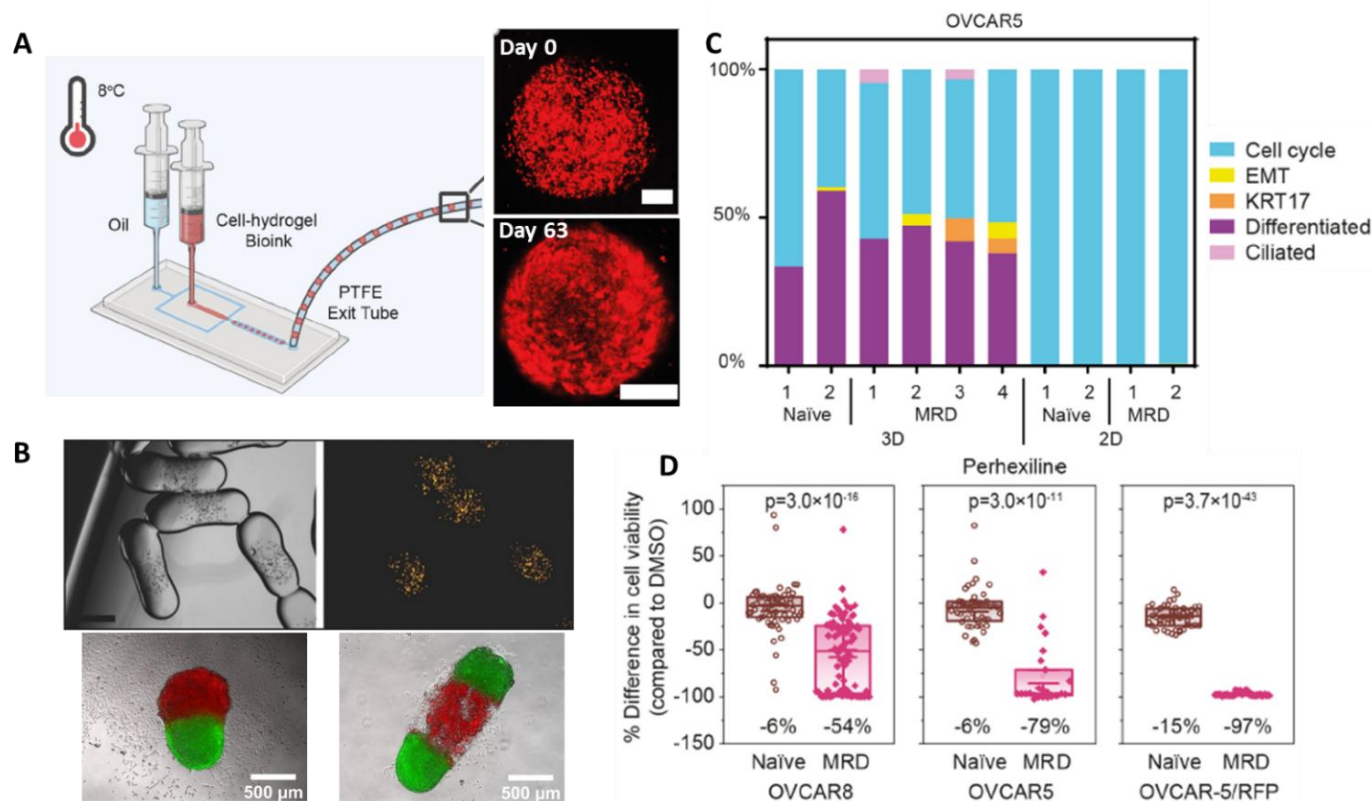 A
8°C
Oil
Cell-hydrogel
Bioink
PTFE
Exit Tube
Day 0
Day 63
C
OVCAR5
100%
50%
0%
1 2 1 2 3 4 1 2 1 2
Naïve MRD Naïve MRD
3D 2D
Cell cycle
EMT
KRT17
Differentiated
Ciliated
B
500 µm
500 µm
D
Perhexiline
% Difference in cell viability
(compared to DMSO)
100
50
0
-50
-100
-150
p=3.0×10⁻¹⁶ p=3.0×10⁻¹¹ p=3.7×10⁻⁴³
-6% -54% -6% -79% -15% -97%
Naïve MRD Naïve MRD Naïve MRD
OVCAR8 OVCAR5 OVCAR-5/RFP